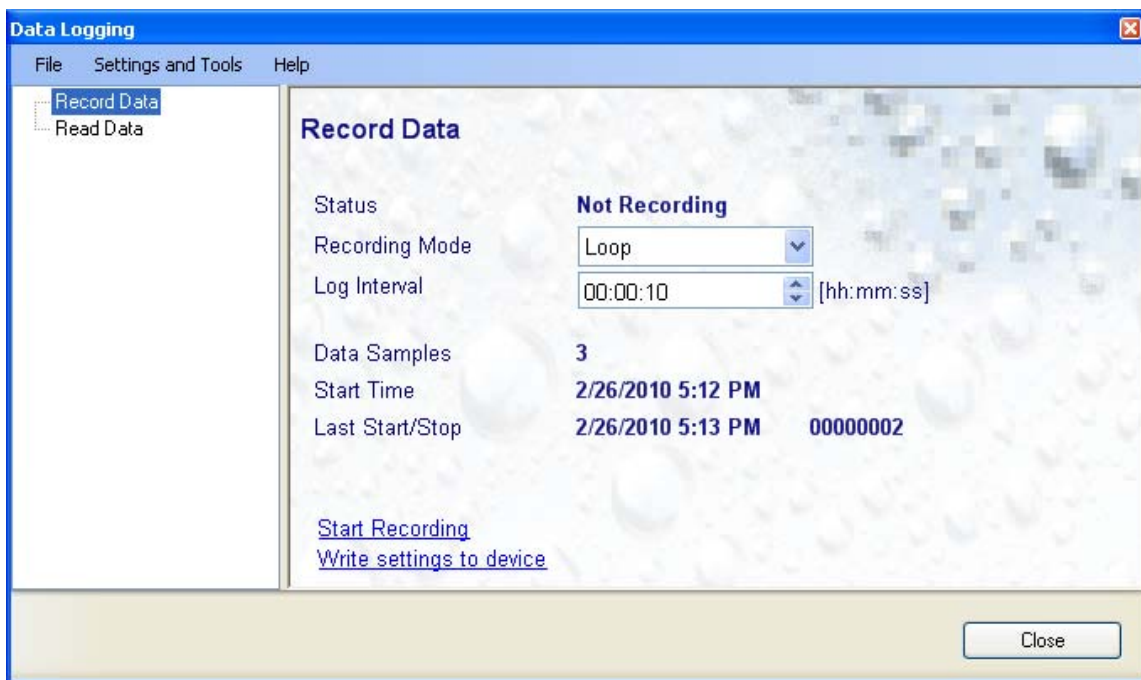 Data Logging
File Settings and Tools Help
Record Data
Read Data
Record Data
Status Not Recording
Recording Mode Loop
Log Interval 00:00:10 [hh:mm:ss]
Data Samples 3
Start Time 2/26/2010 5:12 PM
Last Start/Stop 2/26/2010 5:13 PM 00000002
Start Recording
Write settings to device
Close